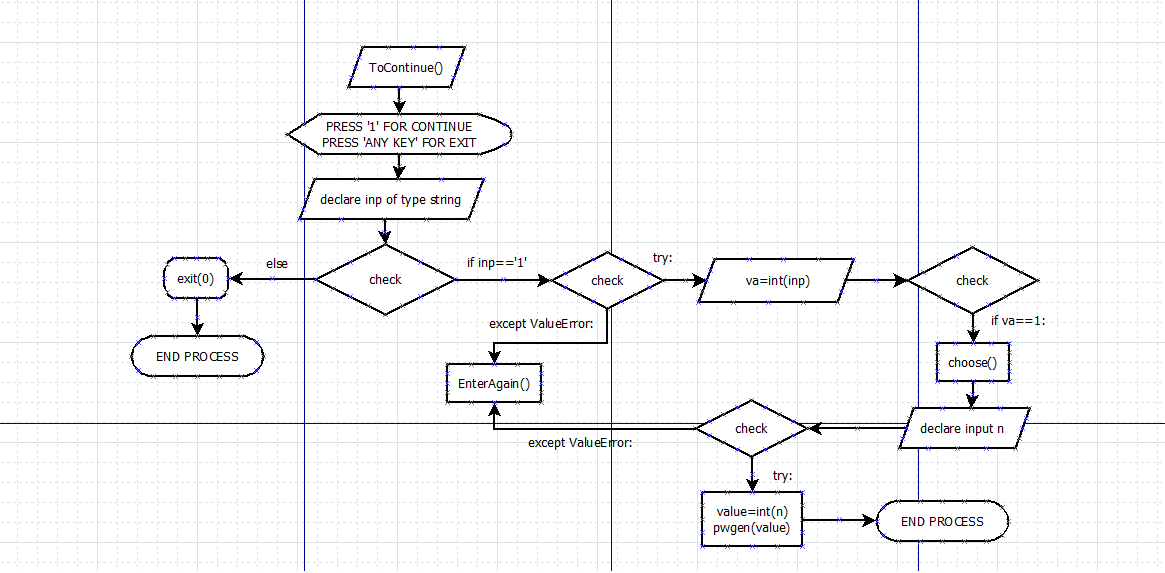 ToContinue()
PRESS '1' FOR CONTINUE
PRESS 'ANY KEY' FOR EXIT
declare inp of type string
check
else
exit(0)
END PROCESS
if inp=='1'
check
try:
va=int(inp)
check
if va==1:
choose()
except ValueError:
EnterAgain()
declare input n
check
except ValueError:
try:
value=int(n)
pwgen(value)
END PROCESS